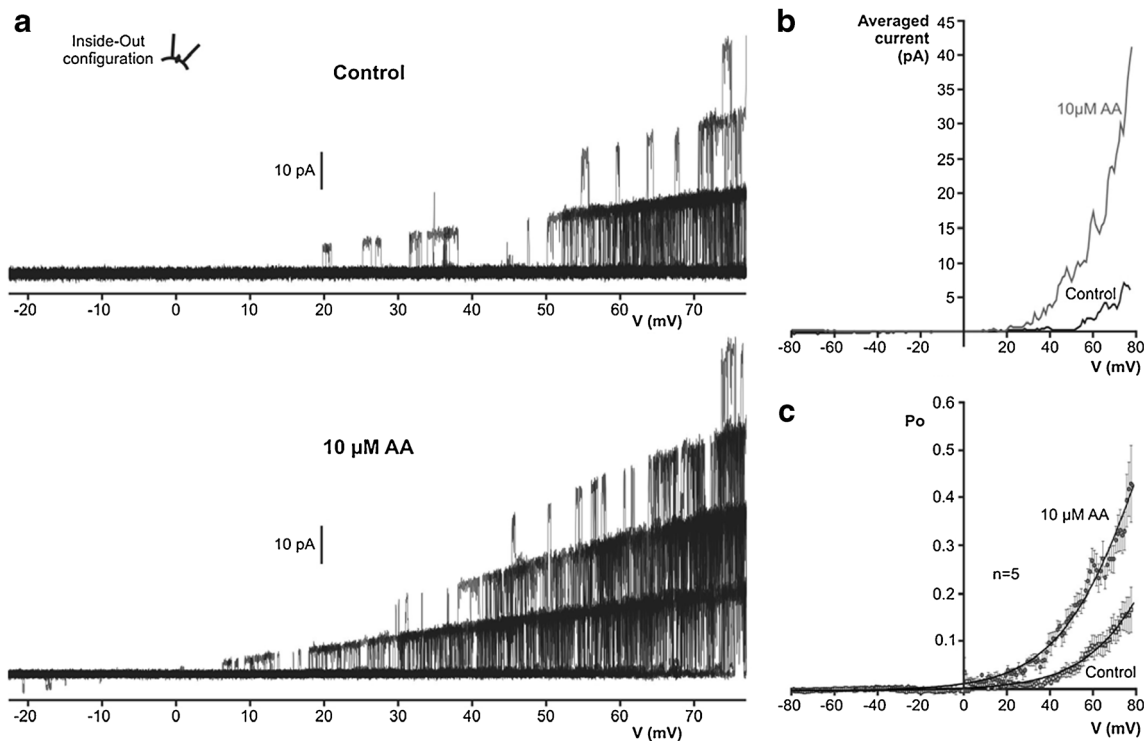 a
Inside-Out
configuration
Control
10 pA
-20 -10 0 10 20 30 40 50 60 70
V (mV)
10 µM AA
10 pA
-20 -10 0 10 20 30 40 50 60 70
V (mV)
b
Averaged
current
(pA)
45
40
35
30
25
20
15
10
5
10µM AA
Control
-80 -60 -40 -20 20 40 60 80
V (mV)
c
Po
0.6
0.5
0.4
0.3
0.2
0.1
10 µM AA
n=5
Control
-80 -60 -40 -20 0 20 40 60 80
V (mV)